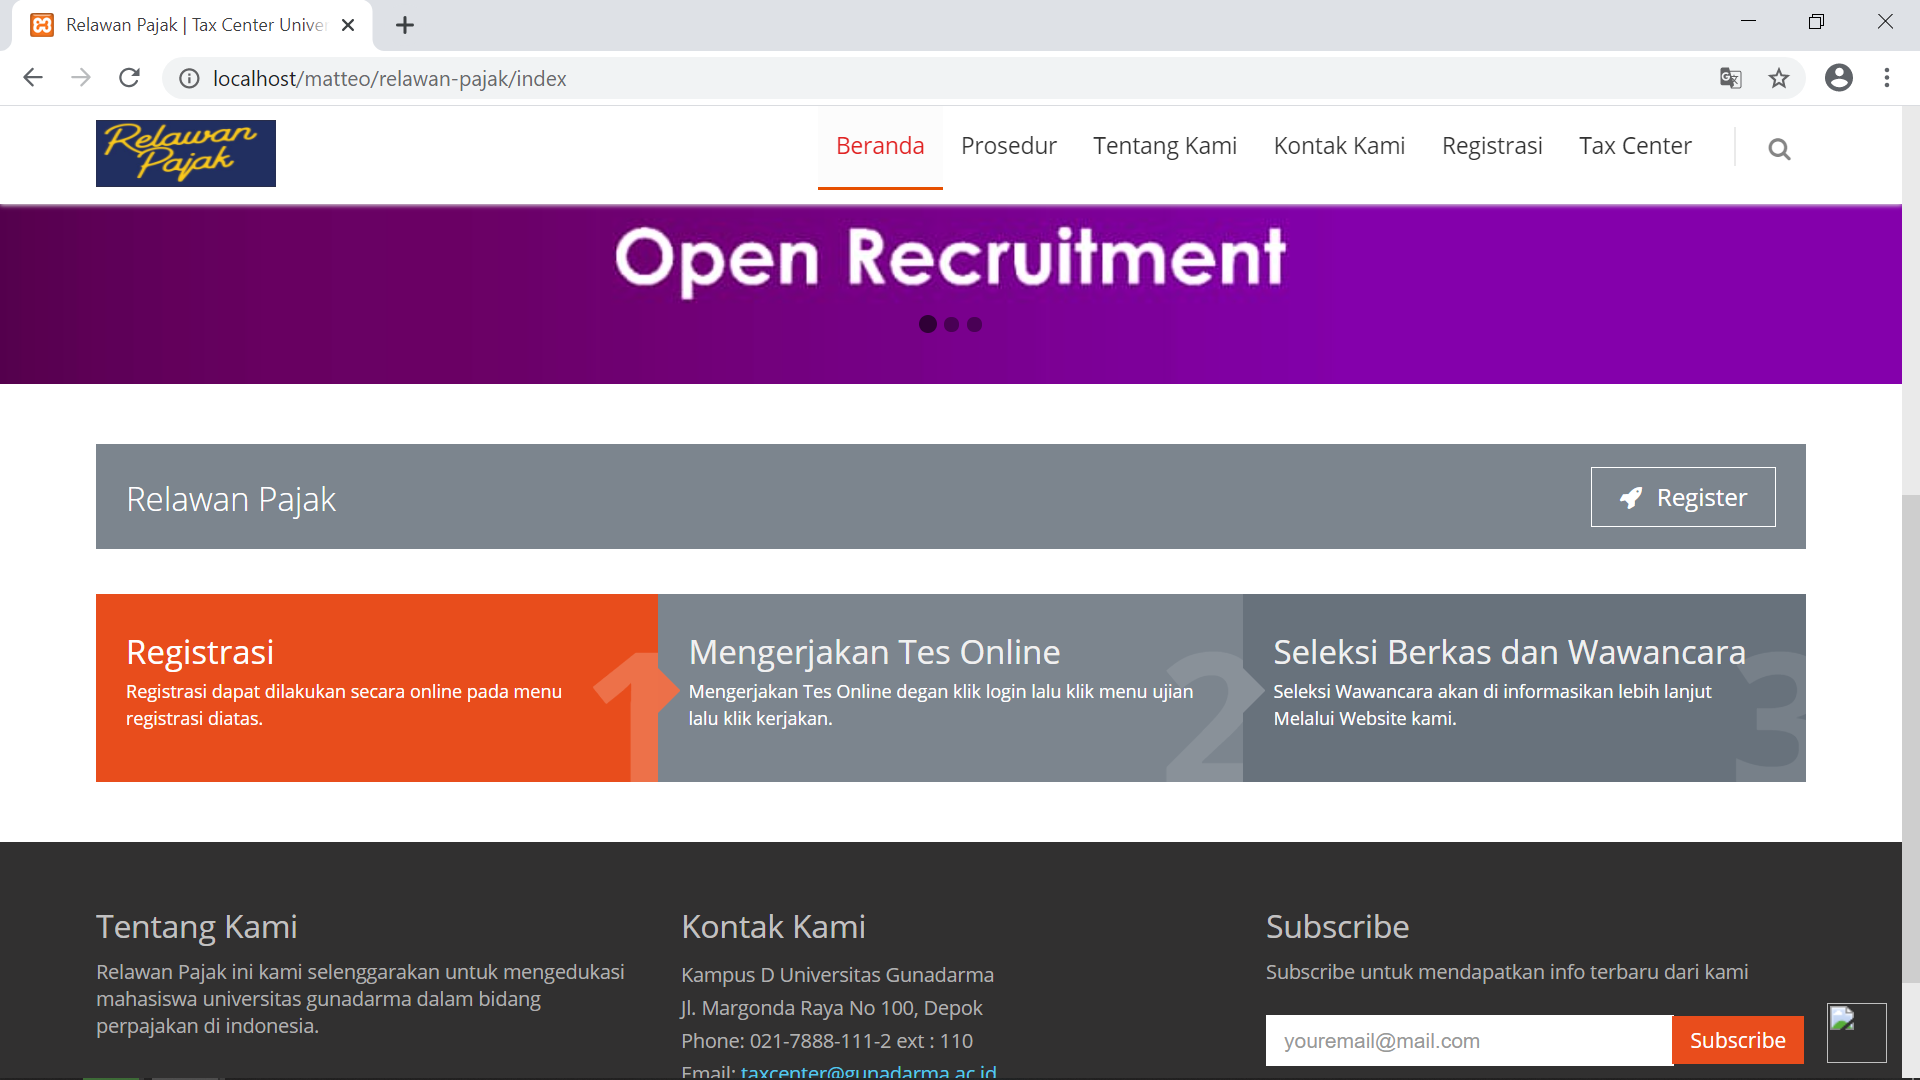 Relawan Pajak | Tax Center Unive
localhost/matteo/relawan-pajak/index
Relawan
Pajak
Beranda Prosedur Tentang Kami Kontak Kami Registrasi Tax Center
Open Recruitment
Relawan Pajak
Register
Registrasi
Registrasi dapat dilakukan secara online pada menu
registrasi diatas.
1
Mengerjakan Tes Online
Mengerjakan Tes Online degan klik login lalu klik menu ujian
lalu klik kerjakan.
2
Seleksi Berkas dan Wawancara
Seleksi Wawancara akan di informasikan lebih lanjut
Melalui Website kami.
3
Tentang Kami
Relawan Pajak ini kami selenggarakan untuk mengedukasi
mahasiswa universitas gunadarma dalam bidang
perpajakan di indonesia.
Kontak Kami
Kampus D Universitas Gunadarma
Jl. Margonda Raya No 100, Depok
Phone: 021-7888-111-2 ext : 110
Email: taxcenter@gunadarma.ac.id
Subscribe
Subscribe untuk mendapatkan info terbaru dari kami
youremail@mail.com
Subscribe